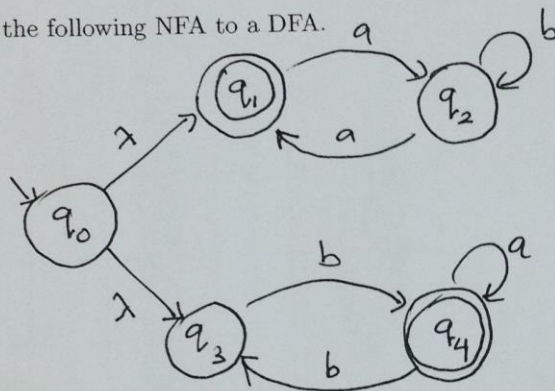 the following NFA to a DFA.
a
b
q1
q2
λ
a
q0
b
a
λ
q3
q4
b